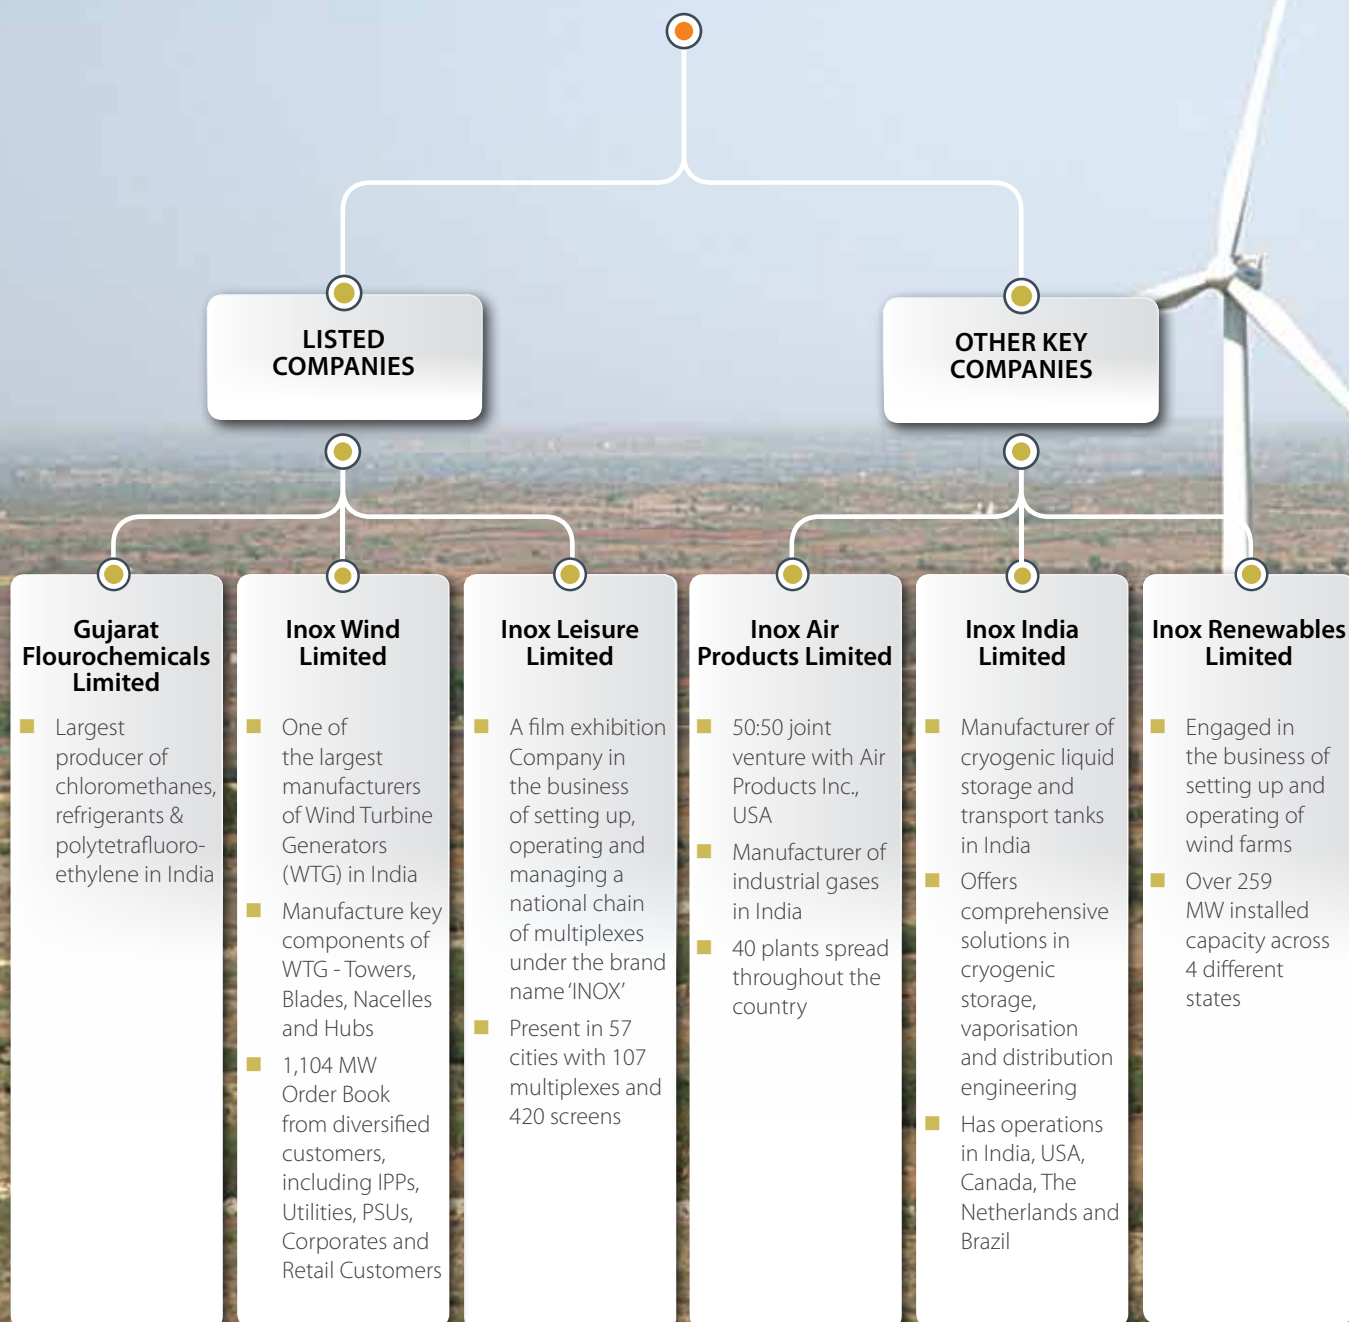 LISTED
COMPANIES
OTHER KEY
COMPANIES
Gujarat
Flourochemicals
Limited
Largest
producer of
chloromethanes,
refrigerants &
polytetrafluoro-
ethylene in India
Inox Wind
Limited
One of
the largest
manufacturers
of Wind Turbine
Generators
(WTG) in India
Manufacture key
components of
WTG - Towers,
Blades, Nacelles
and Hubs
1,104 MW
Order Book
from diversified
customers,
including IPPs,
Utilities, PSUs,
Corporates and
Retail Customers
Inox Leisure
Limited
A film exhibition
Company in
the business
of setting up,
operating and
managing a
national chain
of multiplexes
under the brand
name ‘INOX’
Present in 57
cities with 107
multiplexes and
420 screens
Inox Air
Products Limited
50:50 joint
venture with Air
Products Inc.,
USA
Manufacturer of
industrial gases
in India
40 plants spread
throughout the
country
Inox India
Limited
Manufacturer of
cryogenic liquid
storage and
transport tanks
in India
Offers
comprehensive
solutions in
cryogenic
storage,
vaporisation
and distribution
engineering
Has operations
in India, USA,
Canada, The
Netherlands and
Brazil
Inox Renewables
Limited
Engaged in
the business of
setting up and
operating of
wind farms
Over 259
MW installed
capacity across
4 different
states